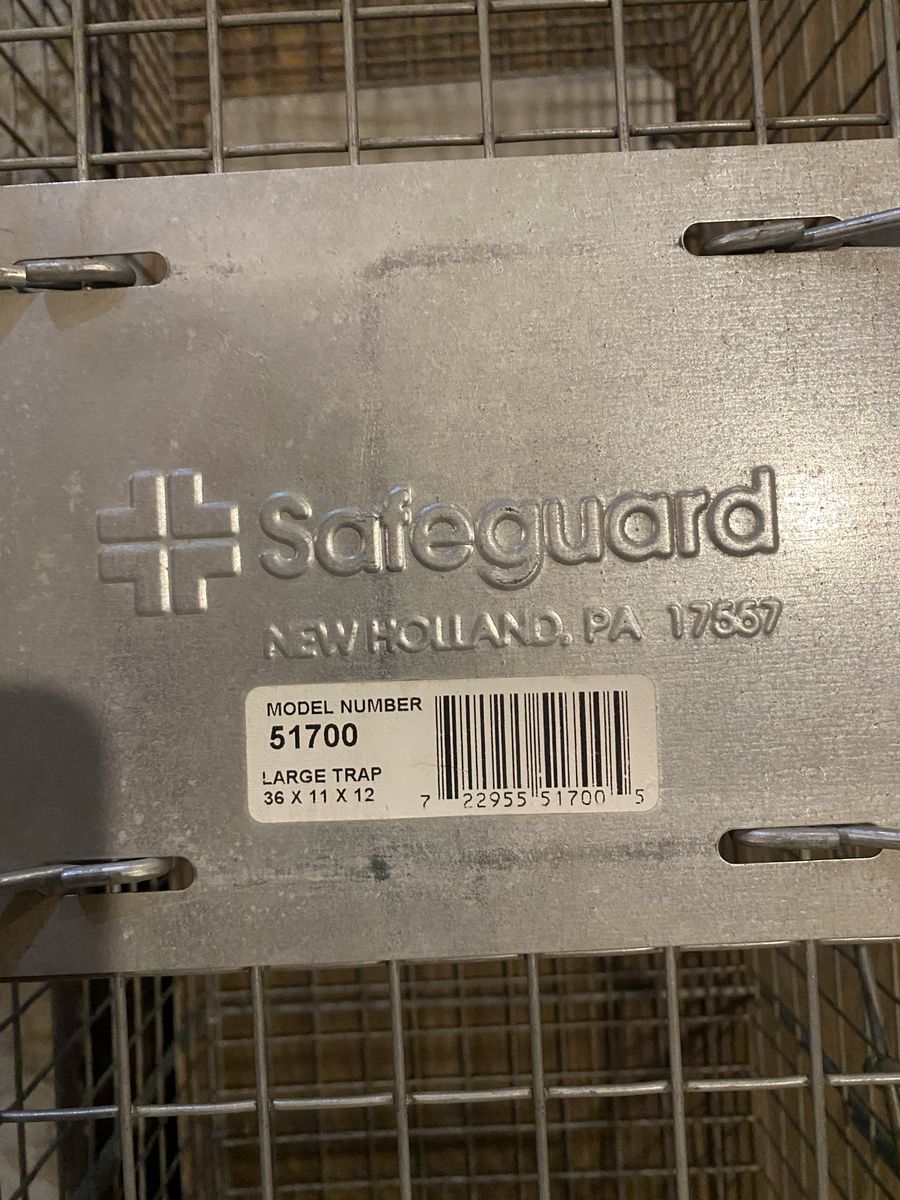 Safeguard
NEW HOLLAND, PA 17557
MODEL NUMBER
51700
LARGE TRAP
36 X 11 X 12
7 22955 51700 5